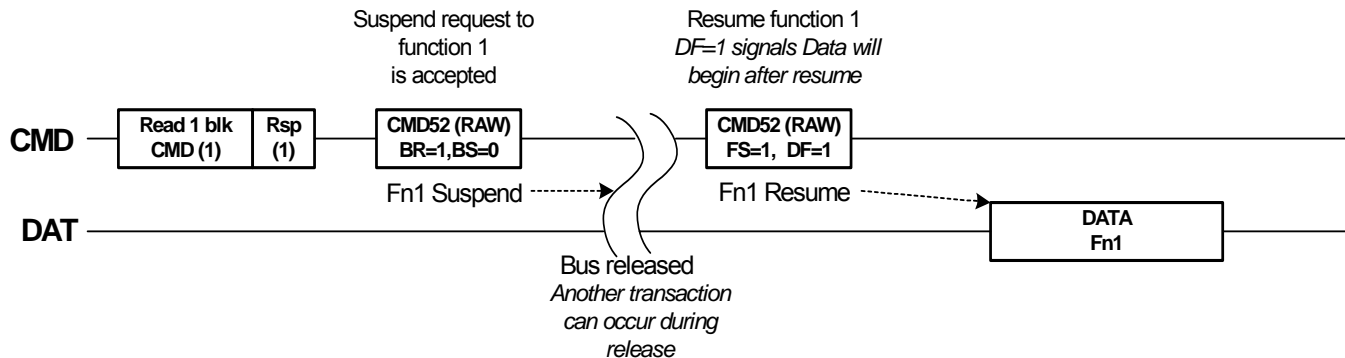 Suspend request to
function 1
is accepted
Resume function 1
DF=1 signals Data will
begin after resume
CMD
Read 1 blk
CMD (1)
Rsp
(1)
CMD52 (RAW)
BR=1,BS=0
CMD52 (RAW)
FS=1, DF=1
Fn1 Suspend
Fn1 Resume
DAT
DATA
Fn1
Bus released
Another transaction
can occur during
release